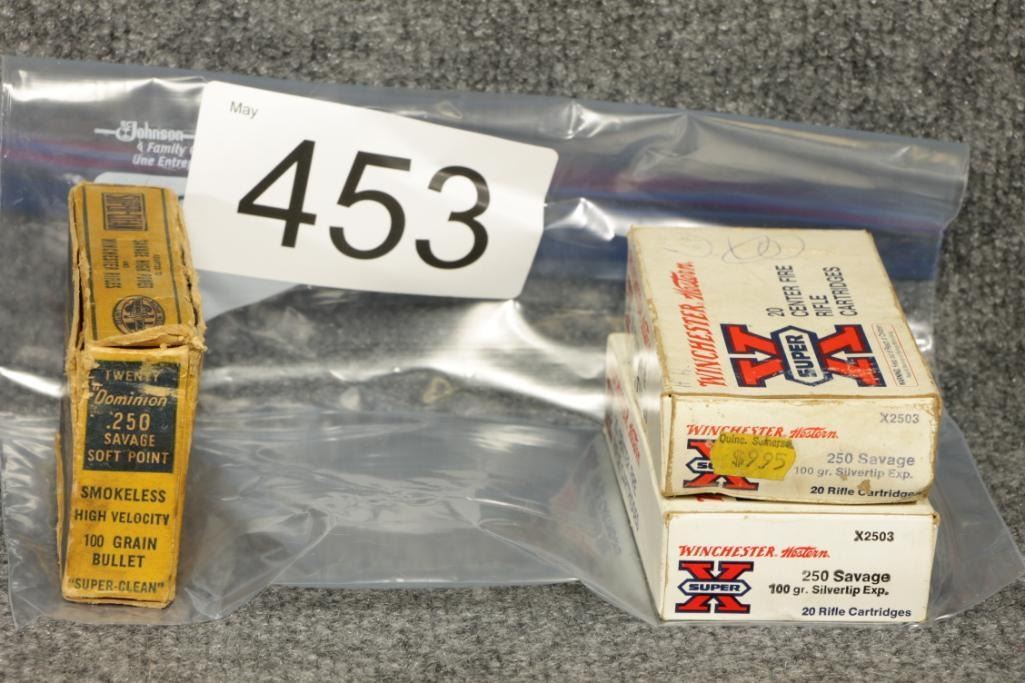 May
453
Johnson
A Family
Une Entre
TWENTY
Dominion
.250
SAVAGE
SOFT POINT
SMOKELESS
HIGH VELOCITY
100 GRAIN
BULLET
"SUPER-CLEAN"
WINCHESTER Western
20
CENTER FIRE
RIFLE
CARTRIDGES
SUPER X
X2503
WINCHESTER Western
Quinc. Somerse
$9.95
250 Savage
100 gr. Silvertip Exp.
20 Rifle Cartridges
X2503
WINCHESTER Western
SUPER X
250 Savage
100 gr. Silvertip Exp.
20 Rifle Cartridges